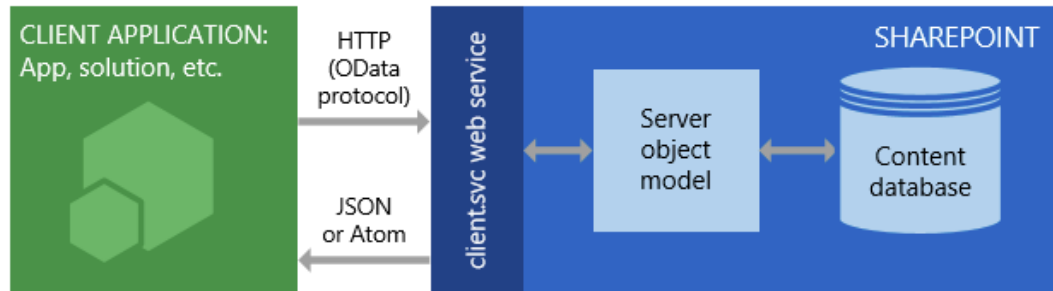 CLIENT APPLICATION:
App, solution, etc.
HTTP
(OData
protocol)
JSON
or Atom
client.svc web service
SHAREPOINT
Server
object
model
Content
database